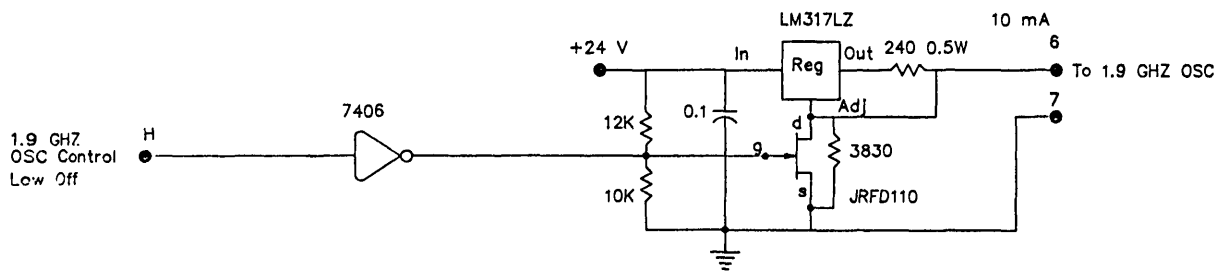 LM317LZ
10 mA
+24 V
In
Reg
Out
240 0.5W
6
To 1.9 GHZ OSC
7
7406
H
1.9 GHZ
OSC Control
Low Off
12K
0.1
Adj
d
g
s
3830
10K
JRFD110